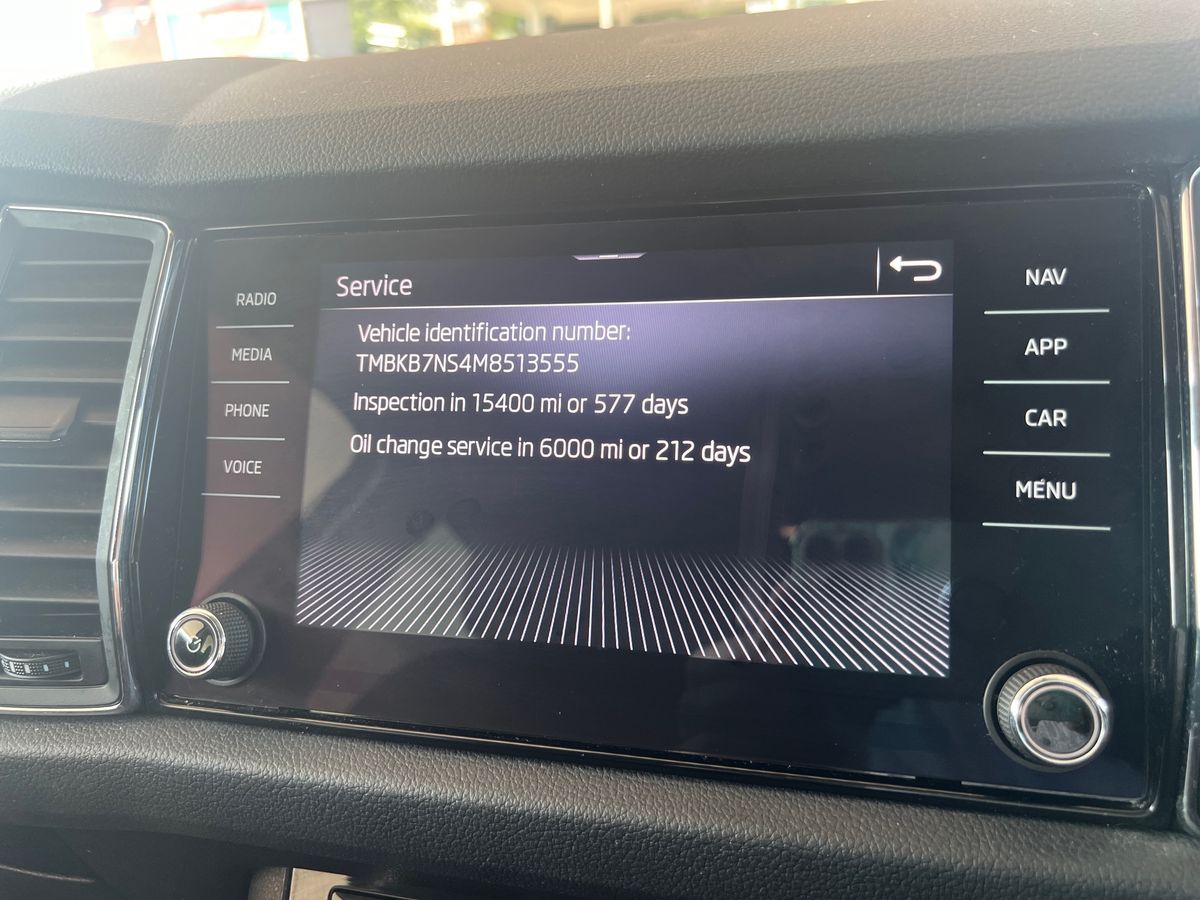 Service
RADIO
MEDIA
PHONE
VOICE
Vehicle identification number:
TMBKB7NS4M8513555
Inspection in 15400 mi or 577 days
Oil change service in 6000 mi or 212 days
NAV
APP
CAR
MENU